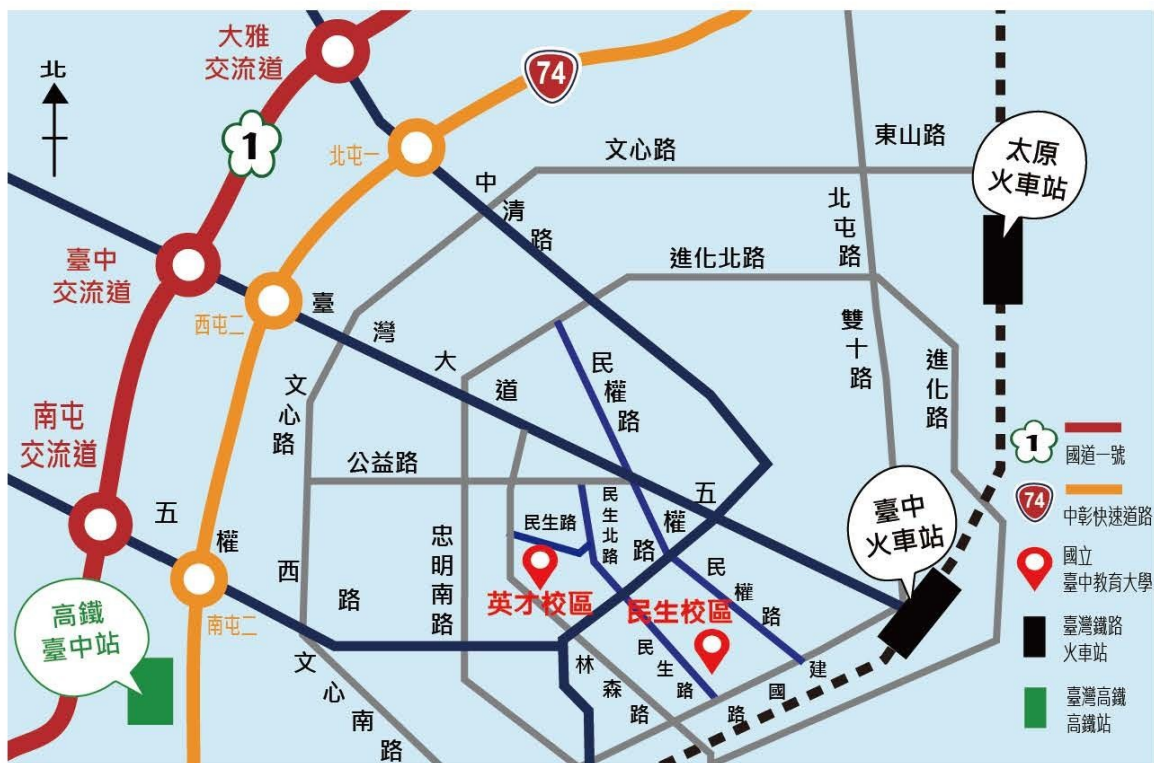 大雅
交流道
74
北
1
北屯一
文心路
東山路
太原
火車站
中清路
北屯路
進化北路
臺中
交流道
西屯二
臺灣大道
雙十路
進化路
民權路
文心路
南屯
交流道
公益路
1
國道一號
五權
五權路
民生北路
民生路
74
中彰快速道路
臺中
火車站
忠明南路
西路
國立
臺中教育大學
英才校區
民權路
民生校區
高鐵
臺中站
南屯二
臺灣鐵路
火車站
文心南路
林森路
民生路
建國路
臺灣高鐵
高鐵站